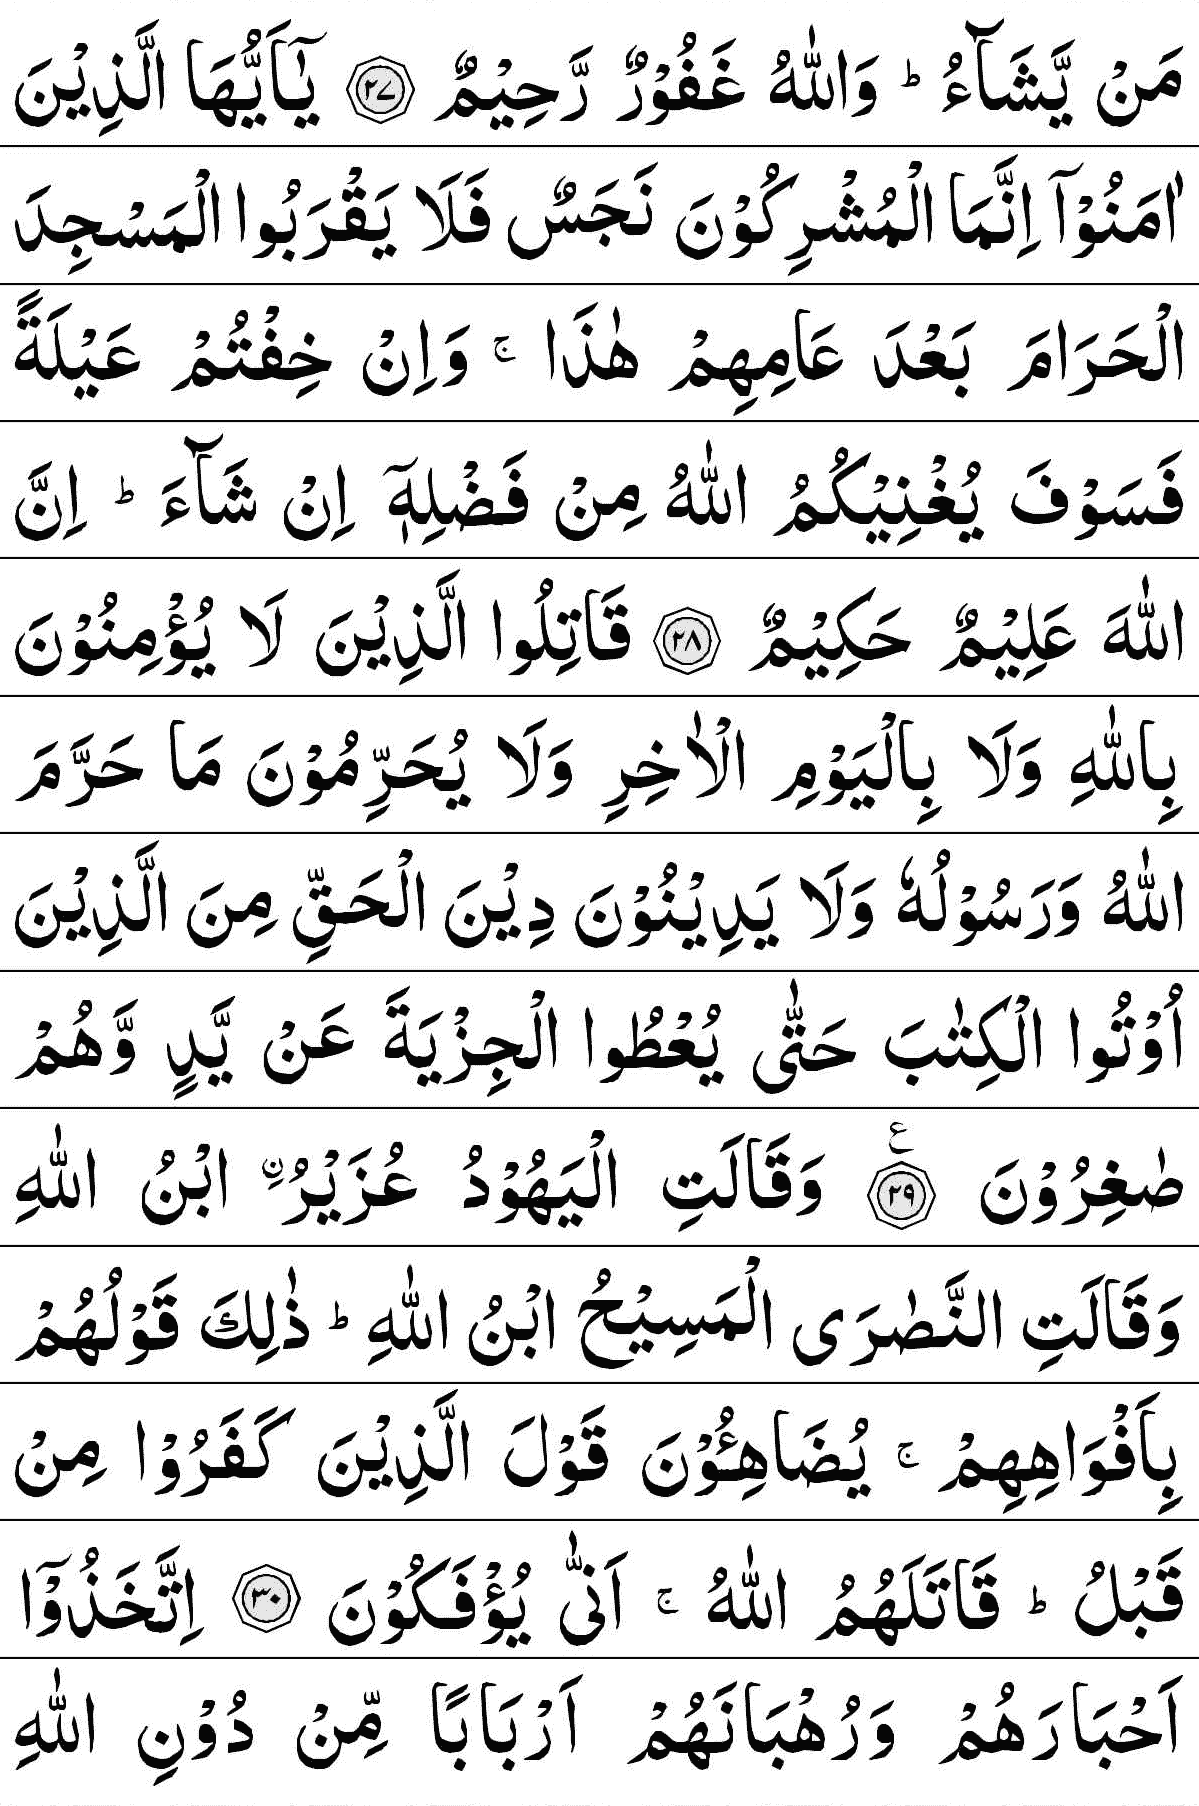 مَنْ يَّشَآءُ ؕ وَاللّٰهُ غَفُوْرٌ رَّحِيْمٌ ۝٢٧ يٰۤاَيُّهَا الَّذِيْنَ
اٰمَنُوْۤا اِنَّمَا الْمُشْرِكُوْنَ نَجَسٌ فَلَا يَقْرَبُوا الْمَسْجِدَ
الْحَرَامَ بَعْدَ عَامِهِمْ هٰذَا ۚ وَاِنْ خِفْتُمْ عَيْلَةً
فَسَوْفَ يُغْنِيْكُمُ اللّٰهُ مِنْ فَضْلِهٖۤ اِنْ شَآءَ ؕ اِنَّ
اللّٰهَ عَلِيْمٌ حَكِيْمٌ ۝٢٨ قَاتِلُوا الَّذِيْنَ لَا يُؤْمِنُوْنَ
بِاللّٰهِ وَلَا بِالْيَوْمِ الْاٰخِرِ وَلَا يُحَرِّمُوْنَ مَا حَرَّمَ
اللّٰهُ وَرَسُوْلُهٗ وَلَا يَدِيْنُوْنَ دِيْنَ الْحَقِّ مِنَ الَّذِيْنَ
اُوْتُوا الْكِتٰبَ حَتّٰى يُعْطُوا الْجِزْيَةَ عَنْ يَّدٍ وَّهُمْ
صٰغِرُوْنَ ۝٢٩ ع وَقَالَتِ الْيَهُوْدُ عُزَيْرُ ۨ ابْنُ اللّٰهِ
وَقَالَتِ النَّصٰرَى الْمَسِيْحُ ابْنُ اللّٰهِ ؕ ذٰلِكَ قَوْلُهُمْ
بِاَفْوَاهِهِمْ ۚ يُضَاهِـُٔوْنَ قَوْلَ الَّذِيْنَ كَفَرُوْا مِنْ
قَبْلُ ؕ قَاتَلَهُمُ اللّٰهُ ۚ اَنّٰى يُؤْفَكُوْنَ ۝٣٠ اِتَّخَذُوْۤا
اَحْبَارَهُمْ وَرُهْبَانَهُمْ اَرْبَابًا مِّنْ دُوْنِ اللّٰهِ